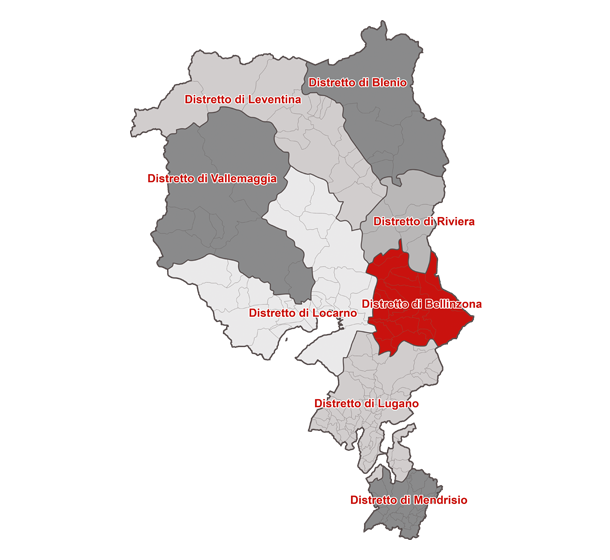 Distretto di Blenio
Distretto di Leventina
Distretto di Vallemaggia
Distretto di Riviera
Distretto di Bellinzona
Distretto di Locarno
Distretto di Lugano
Distretto di Mendrisio